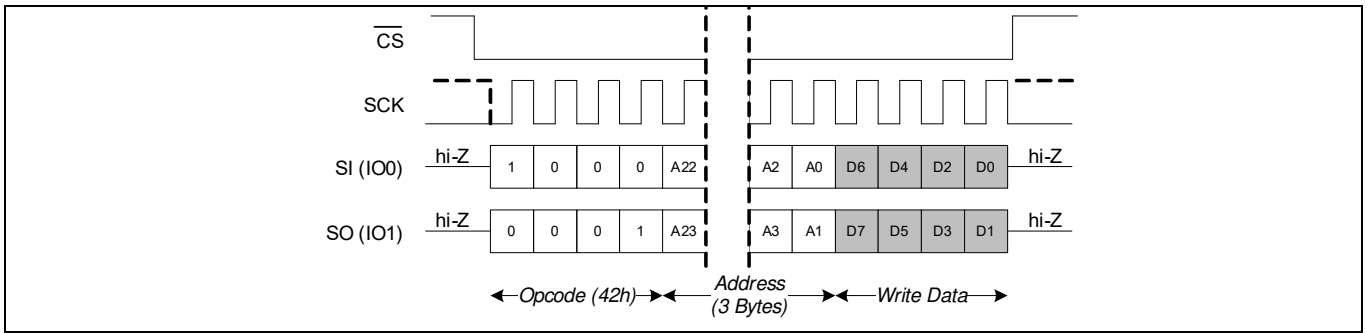 CS
SCK
SI (IO0) hi-Z 1 0 0 0 A22 A2 A0 D6 D4 D2 D0 hi-Z
SO (IO1) hi-Z 0 0 0 1 A23 A3 A1 D7 D5 D3 D1 hi-Z
Opcode (42h) Address (3 Bytes) Write Data